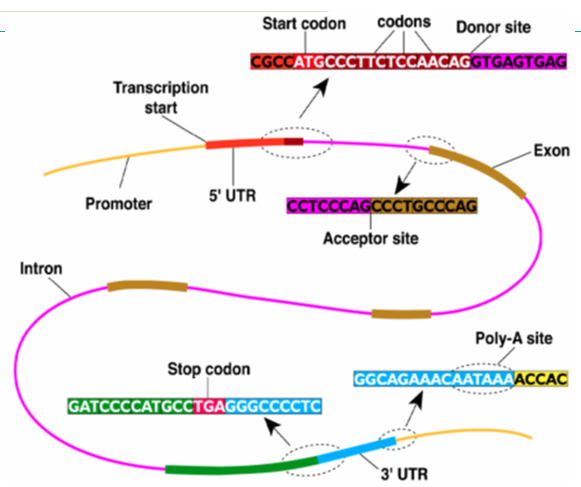 Start codon
codons
Donor site
CGCCATGCCCTTCTCCAACAGGTGAGTGAG
Transcription
start
Exon
Promoter
5' UTR
CCTCCCAGCCCTGCCCAG
Acceptor site
Intron
Poly-A site
Stop codon
GGCAGAAACAATAAAACCAC
GATCCCCATGCCTGAGGGCCCCTC
3' UTR